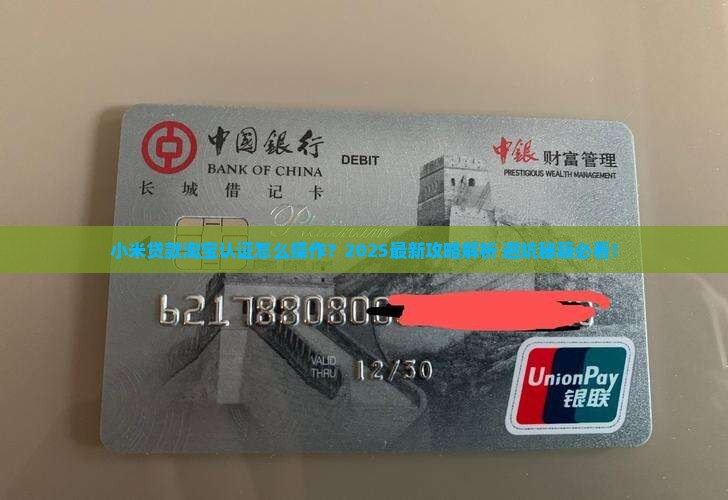 中国银行
BANK OF CHINA
DEBIT
中银 财富管理
PRESTIGIOUS WEALTH MANAGEMENT
长城借记卡
小米贷款淘宝认证怎么操作？2025最新攻略解析 避坑秘籍必看！
621788080
VALID
THRU
12/30
UnionPay
银联